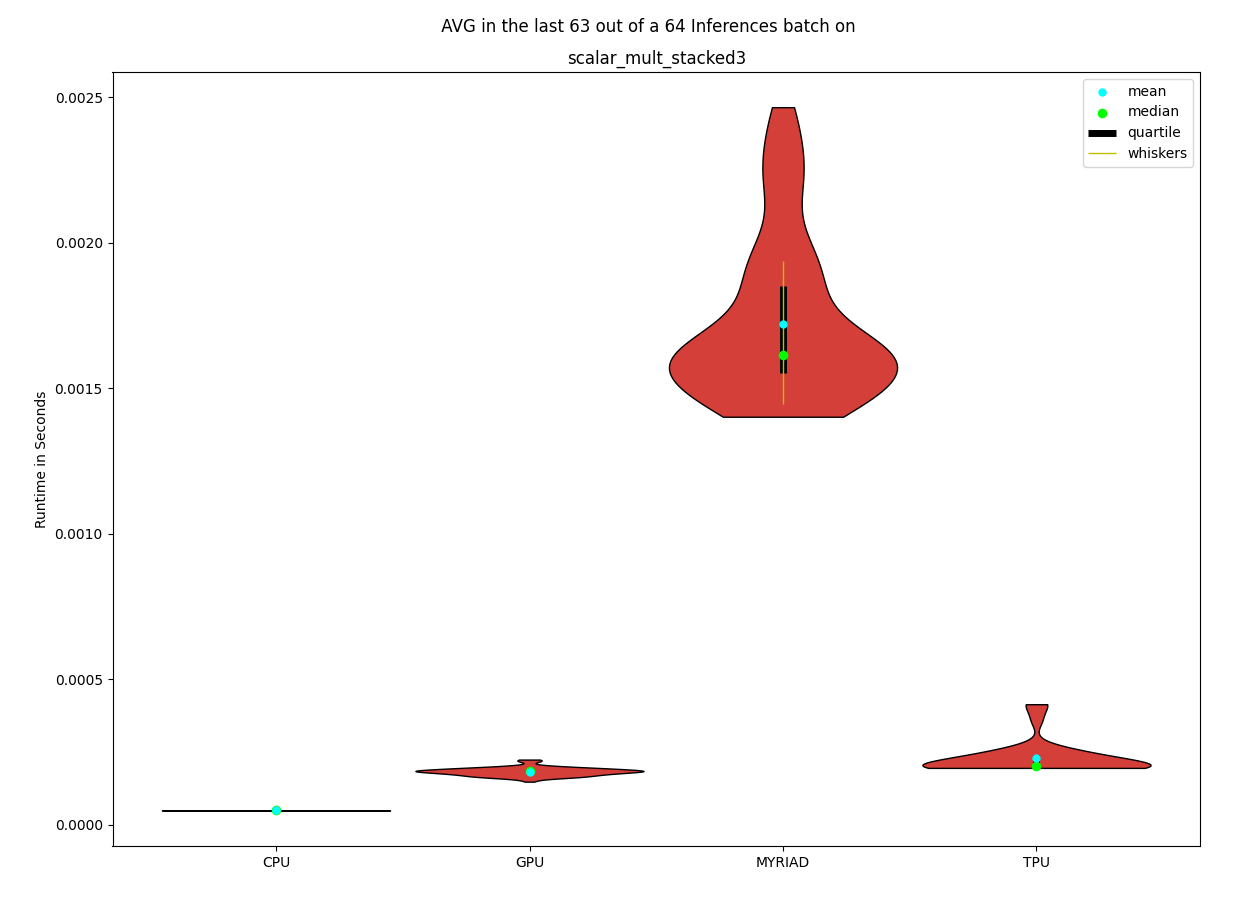 AVG in the last 63 out of a 64 Inferences batch on
scalar_mult_stacked3
mean
median
quartile
whiskers
0.0025
0.0020
0.0015
0.0010
0.0005
0.0000
Runtime in Seconds
CPU
GPU
MYRIAD
TPU